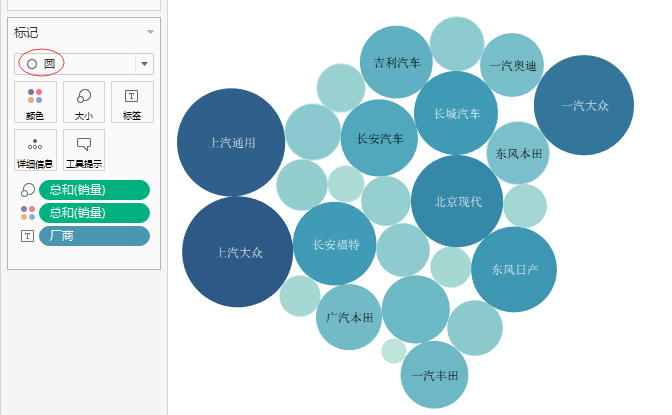 标记
圆
颜色
大小
标签
详细信息
工具提示
总和(销量)
总和(销量)
厂商
吉利汽车
一汽奥迪
一汽大众
长城汽车
上汽通用
长安汽车
东风本田
北京现代
长安福特
上汽大众
东风日产
广汽本田
一汽丰田